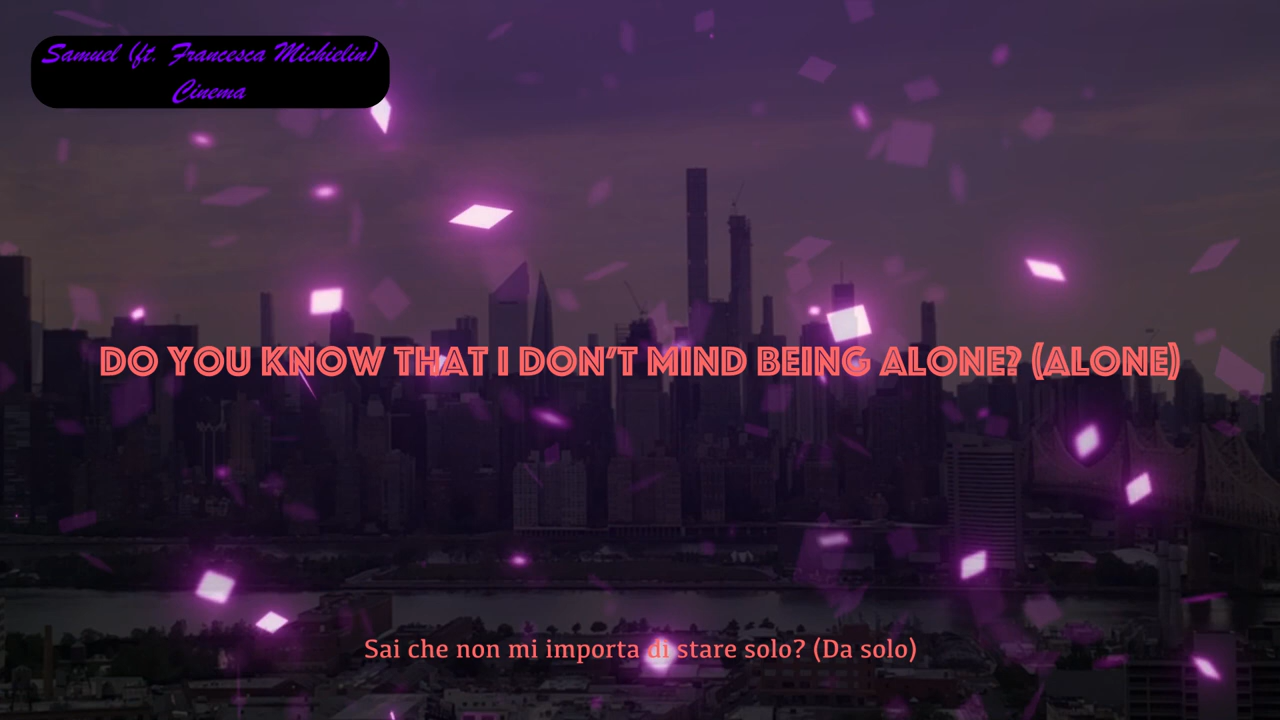 Samuel (ft. Francesca Michielin)
Cinema
DO YOU KNOW THAT I DON'T MIND BEING ALONE? (ALONE)
Sai che non mi importa di stare solo? (Da solo)